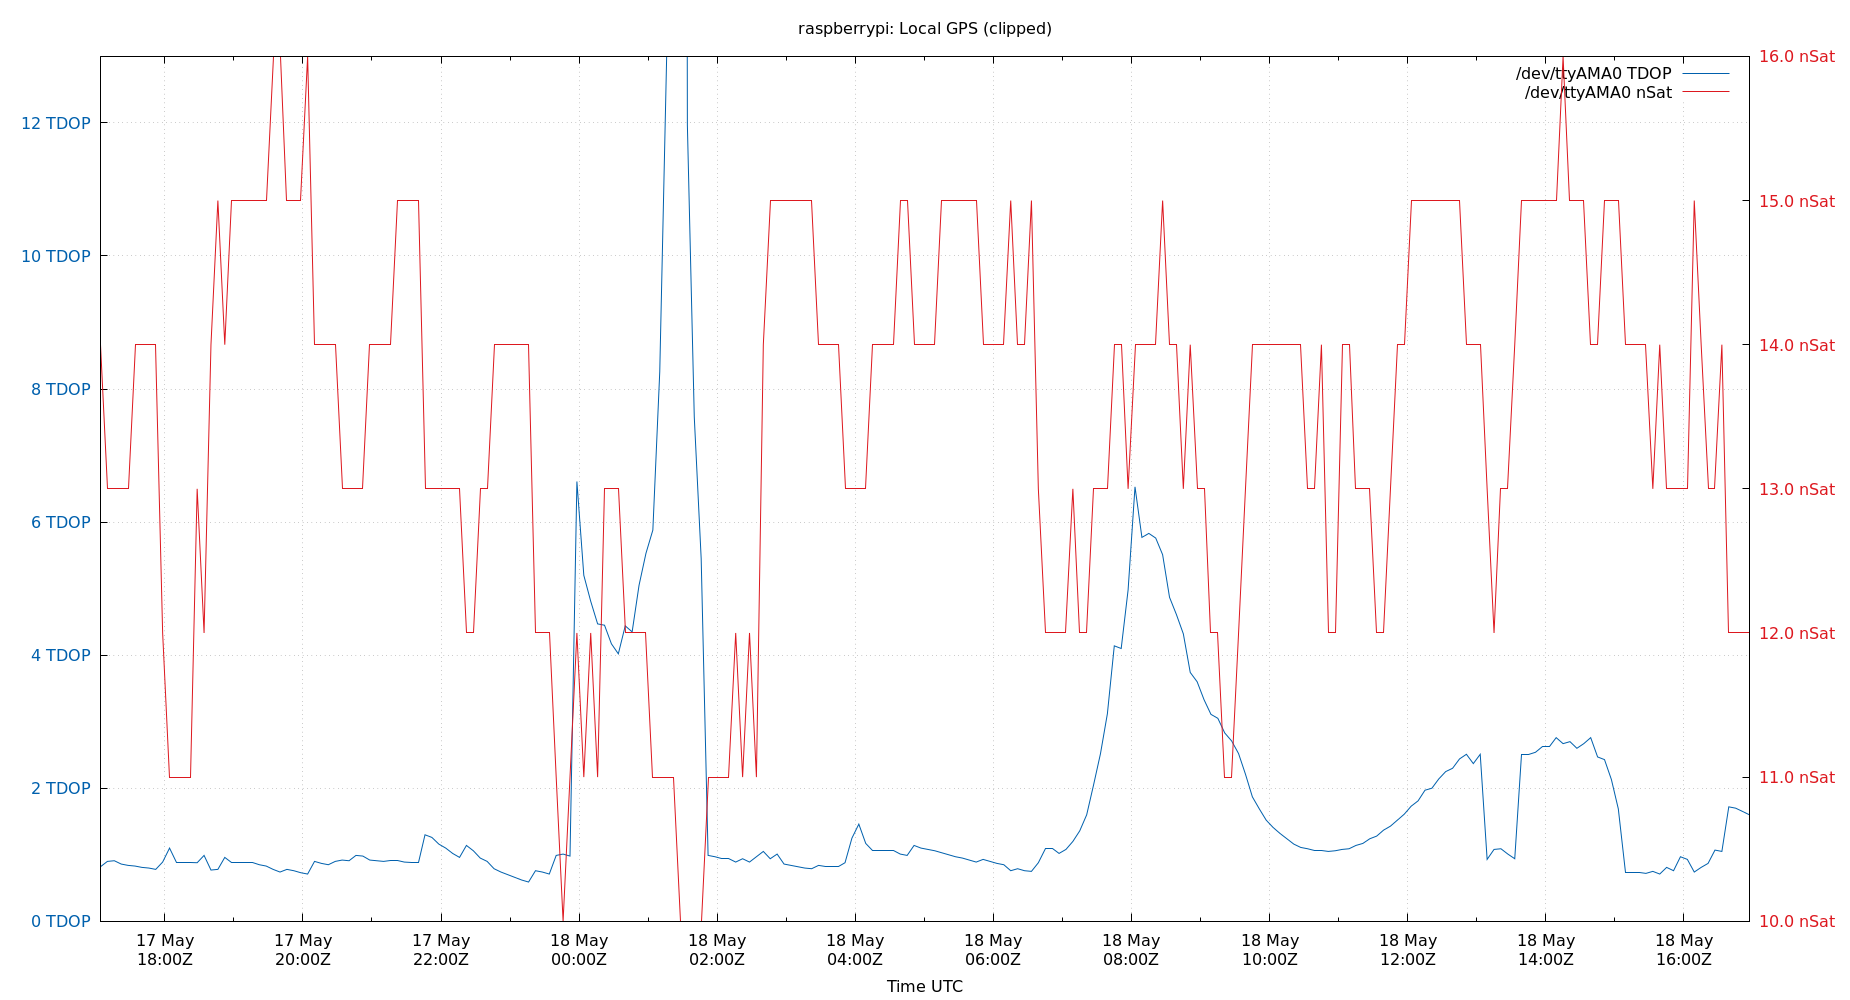 raspberrypi: Local GPS (clipped)
16.0 nSat
/dev/ttyAMA0 TDOP
/dev/ttyAMA0 nSat
12 TDOP
15.0 nSat
10 TDOP
14.0 nSat
8 TDOP
13.0 nSat
6 TDOP
12.0 nSat
4 TDOP
11.0 nSat
2 TDOP
0 TDOP
10.0 nSat
17 May 17 May 17 May 18 May 18 May 18 May 18 May 18 May 18 May 18 May 18 May 18 May
18:00Z 20:00Z 22:00Z 00:00Z 02:00Z 04:00Z 06:00Z 08:00Z 10:00Z 12:00Z 14:00Z 16:00Z
Time UTC